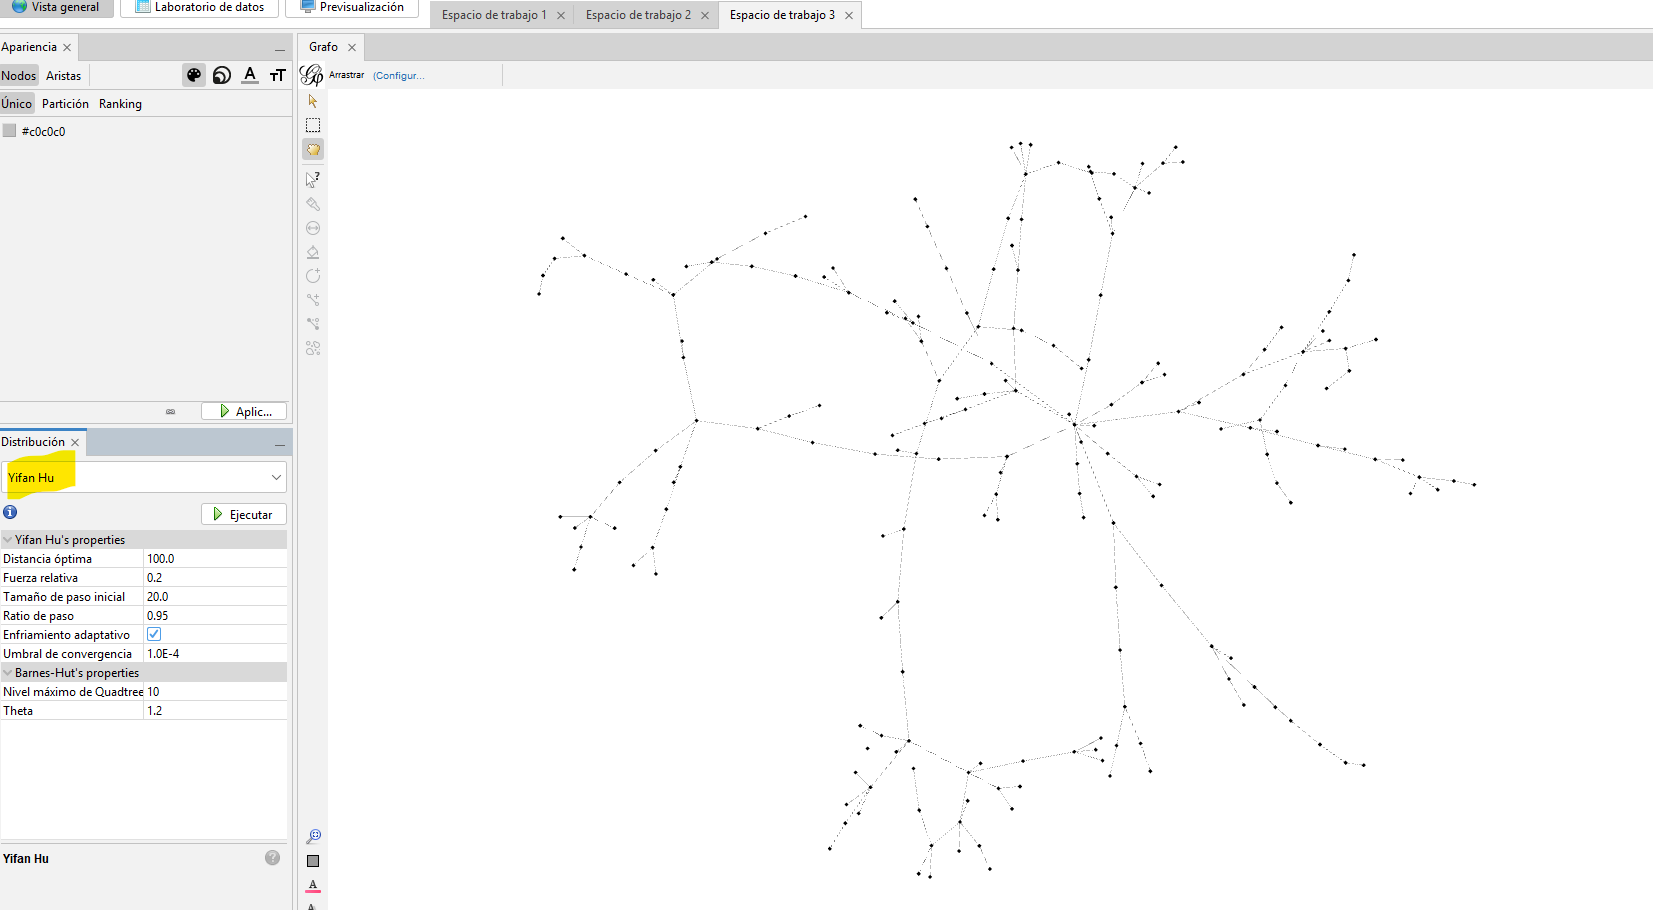 Vista general
Laboratorio de datos
Previsualización
Espacio de trabajo 1
Espacio de trabajo 2
Espacio de trabajo 3
Apariencia
Nodos Aristas
Único Partición Ranking
#c0c0c0
Aplic...
Distribución
Yifan Hu
Ejecutar
Yifan Hu's properties
Distancia óptima 100.0
Fuerza relativa 0.2
Tamaño de paso inicial 20.0
Ratio de paso 0.95
Enfriamiento adaptativo
Umbral de convergencia 1.0E-4
Barnes-Hut's properties
Nivel máximo de Quadtree 10
Theta 1.2
Yifan Hu
Grafo
Arrastrar (Configur...